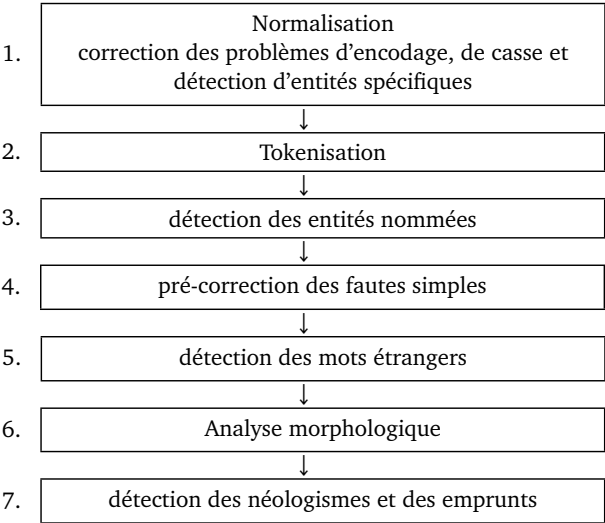 Normalisation
1. correction des problèmes d'encodage, de casse et
détection d'entités spécifiques
↓
2. Tokenisation
↓
3. détection des entités nommées
↓
4. pré-correction des fautes simples
↓
5. détection des mots étrangers
↓
6. Analyse morphologique
↓
7. détection des néologismes et des emprunts